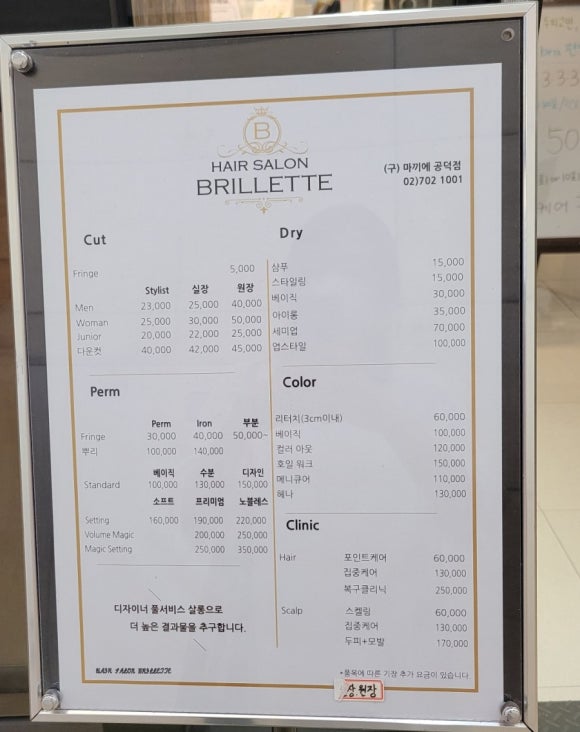 B
HAIR SALON
BRILLETTE
(구) 마끼에 공덕점
02)702 1001
Cut
Fringe 5,000
Stylist 실장 원장
Men 23,000 25,000 40,000
Woman 25,000 30,000 50,000
Junior 20,000 22,000 25,000
다운컷 40,000 42,000 45,000
Perm
Perm Iron 부분
Fringe 30,000 40,000 50,000~
뿌리 100,000 140,000
베이직 수분 디자인
Standard 100,000 130,000 150,000
소프트 프리미엄 노블레스
Setting 160,000 190,000 220,000
Volume Magic 200,000 250,000
Magic Setting 250,000 350,000
디자이너 풀서비스 살롱으로
더 높은 결과물을 추구합니다.
HAIR SALON BRILLETTE
Dry
샴푸 15,000
스타일링 15,000
베이직 30,000
아이롱 35,000
세미업 70,000
업스타일 100,000
Color
리터치(3cm이내) 60,000
베이직 100,000
컬러 아웃 120,000
호일 워크 150,000
메니큐어 110,000
헤나 130,000
Clinic
Hair 포인트케어 60,000
집중케어 130,000
복구클리닉 250,000
Scalp 스켈링 60,000
집중케어 130,000
두피+모발 170,000
*품목에 따른 기장 추가 요금이 있습니다
상원장
333
50
케어